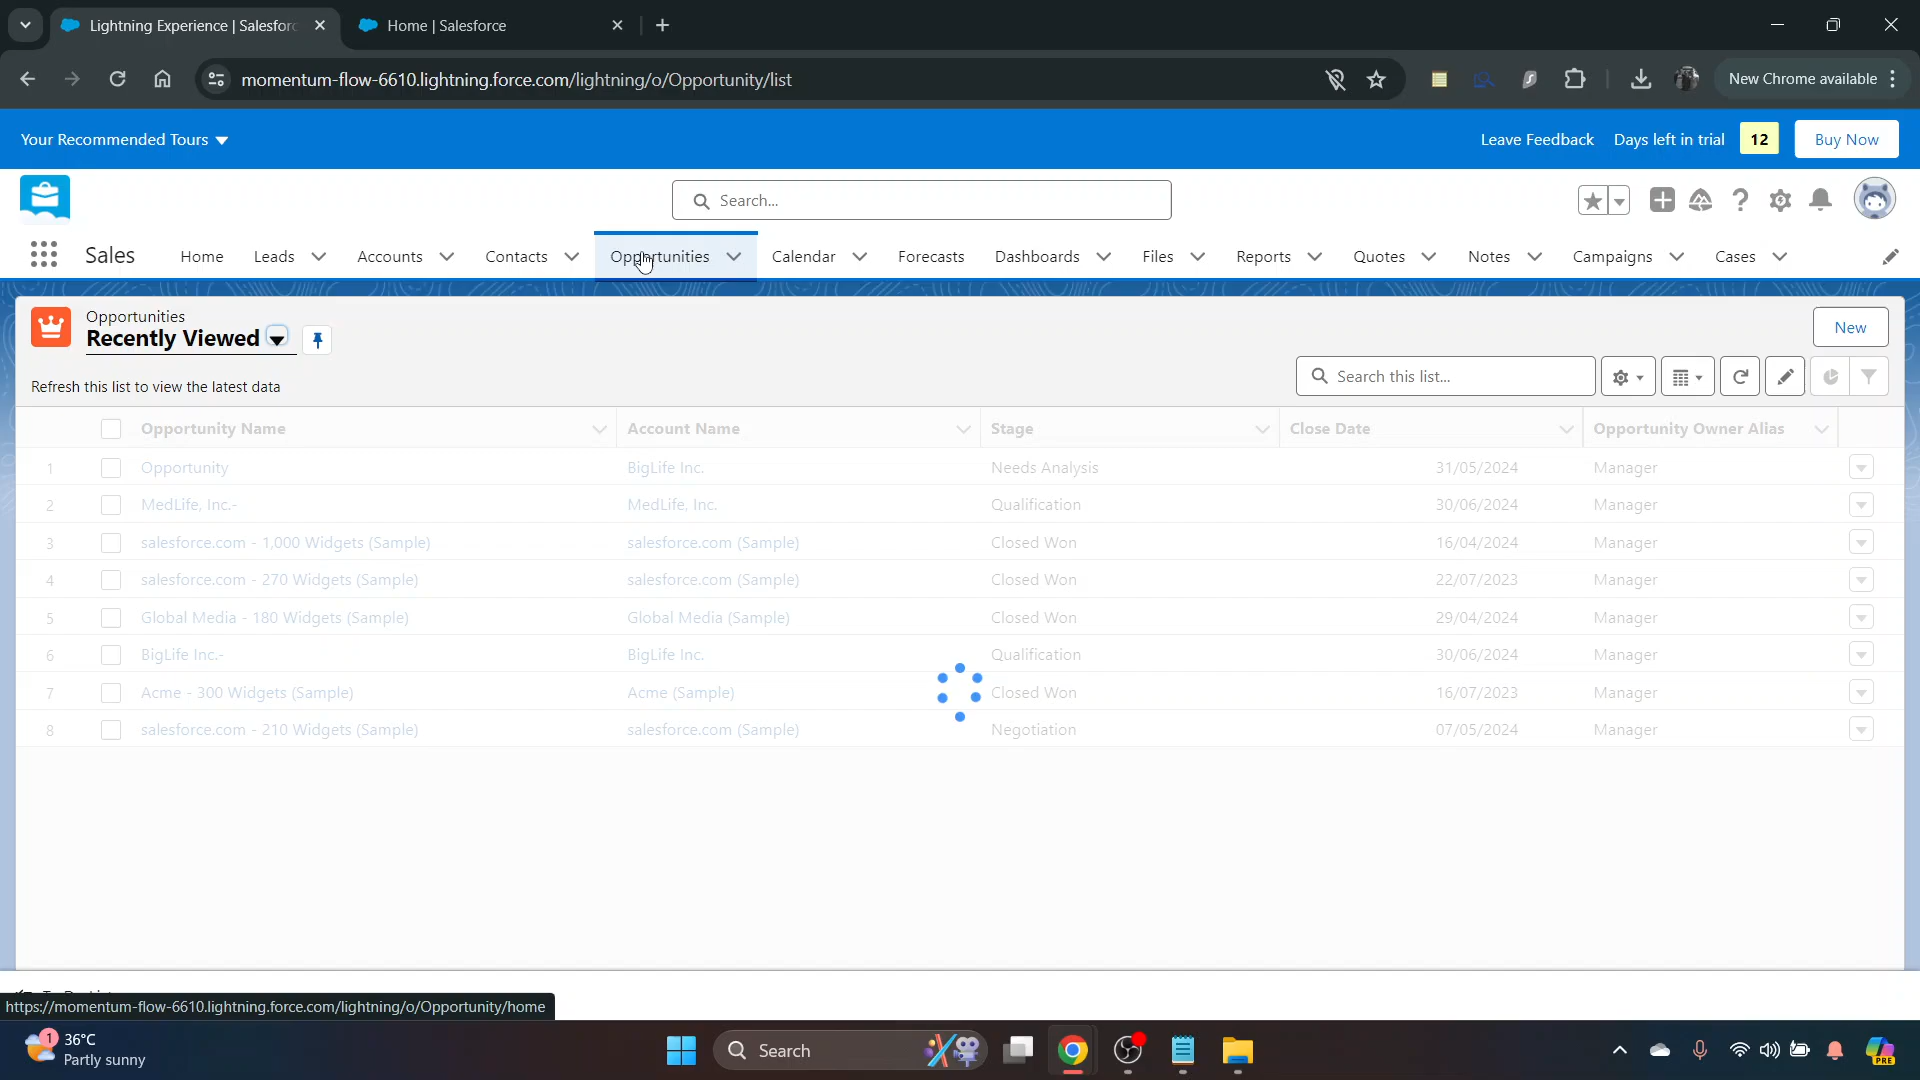 Lightning Experience | Salesforc
Home | Salesforce
momentum-flow-6610.lightning.force.com/lightning/o/Opportunity/list
New Chrome available
Your Recommended Tours
Leave Feedback
Days left in trial
12
Buy Now
Search...
Sales
Home
Leads
Accounts
Contacts
Opportunities
Calendar
Forecasts
Dashboards
Files
Reports
Quotes
Notes
Campaigns
Cases
Opportunities
Recently Viewed
New
Refresh this list to view the latest data
Search this list...
Opportunity Name Account Name Stage Close Date Opportunity Owner Alias
1 Opportunity BigLife Inc. Needs Analysis 31/05/2024 Manager
2 MedLife, Inc.- MedLife, Inc. Qualification 30/06/2024 Manager
3 salesforce.com - 1,000 Widgets (Sample) salesforce.com (Sample) Closed Won 16/04/2024 Manager
4 salesforce.com - 270 Widgets (Sample) salesforce.com (Sample) Closed Won 22/07/2023 Manager
5 Global Media - 180 Widgets (Sample) Global Media (Sample) Closed Won 29/04/2024 Manager
6 BigLife Inc.- BigLife Inc. Qualification 30/06/2024 Manager
7 Acme - 300 Widgets (Sample) Acme (Sample) Closed Won 16/07/2023 Manager
8 salesforce.com - 210 Widgets (Sample) salesforce.com (Sample) Negotiation 07/05/2024 Manager
https://momentum-flow-6610.lightning.force.com/lightning/o/Opportunity/home
1
36°C
Partly sunny
Search
PRE